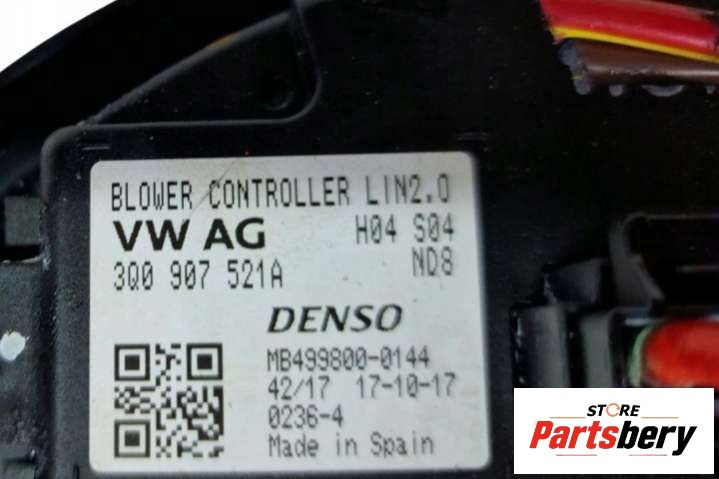 BLOWER CONTROLLER LIN2.0
VW AG H04 S04
3Q0 907 521A ND8
DENSO
MB499800-0144
42/17 17-10-17
0236-4
Made in Spain
STORE
Partsbery